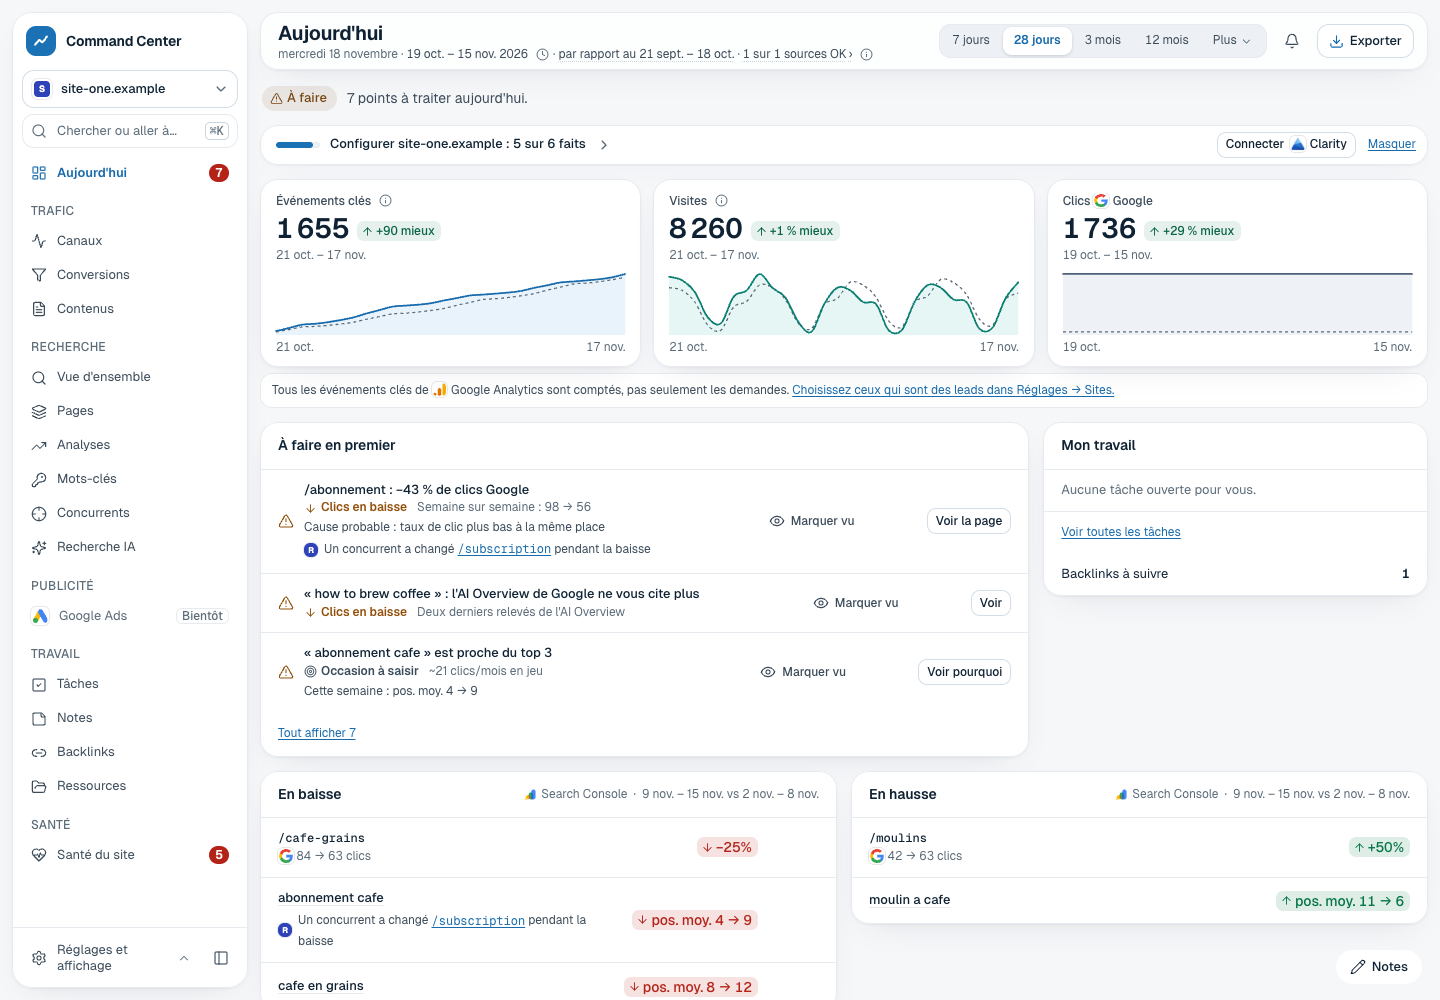 Command Center
S site-one.example
Chercher ou aller à... ⌘K
Aujourd'hui 7
TRAFIC
Canaux
Conversions
Contenus
RECHERCHE
Vue d'ensemble
Pages
Analyses
Mots-clés
Concurrents
Recherche IA
PUBLICITÉ
Google Ads Bientôt
TRAVAIL
Tâches
Notes
Backlinks
Ressources
SANTÉ
Santé du site 5
Réglages et
affichage
Aujourd'hui
mercredi 18 novembre · 19 oct. – 15 nov. 2026 · par rapport au 21 sept. – 18 oct. · 1 sur 1 sources OK ›
7 jours 28 jours 3 mois 12 mois Plus
Exporter
À faire 7 points à traiter aujourd'hui.
Configurer site-one.example : 5 sur 6 faits
Connecter Clarity Masquer
Événements clés
1 655 ↑ +90 mieux
21 oct. – 17 nov.
21 oct. 17 nov.
Visites
8 260 ↑ +1 % mieux
21 oct. – 17 nov.
21 oct. 17 nov.
Clics Google
1 736 ↑ +29 % mieux
19 oct. – 15 nov.
19 oct. 15 nov.
Tous les événements clés de Google Analytics sont comptés, pas seulement les demandes. Choisissez ceux qui sont des leads dans Réglages → Sites.
À faire en premier
/abonnement : −43 % de clics Google
↓ Clics en baisse Semaine sur semaine : 98 → 56
Cause probable : taux de clic plus bas à la même place
R Un concurrent a changé /subscription pendant la baisse
Marquer vu Voir la page
« how to brew coffee » : l'AI Overview de Google ne vous cite plus
↓ Clics en baisse Deux derniers relevés de l'AI Overview
Marquer vu Voir
« abonnement cafe » est proche du top 3
Occasion à saisir ~21 clics/mois en jeu
Cette semaine : pos. moy. 4 → 9
Marquer vu Voir pourquoi
Tout afficher 7
Mon travail
Aucune tâche ouverte pour vous.
Voir toutes les tâches
Backlinks à suivre 1
En baisse Search Console · 9 nov. – 15 nov. vs 2 nov. – 8 nov.
/cafe-grains
84 → 63 clics
↓ −25%
abonnement cafe
R Un concurrent a changé /subscription pendant la
baisse
↓ pos. moy. 4 → 9
cafe en grains ↓ pos. moy. 8 → 12
En hausse Search Console · 9 nov. – 15 nov. vs 2 nov. – 8 nov.
/moulins
42 → 63 clics
↑ +50%
moulin a cafe ↑ pos. moy. 11 → 6
Notes